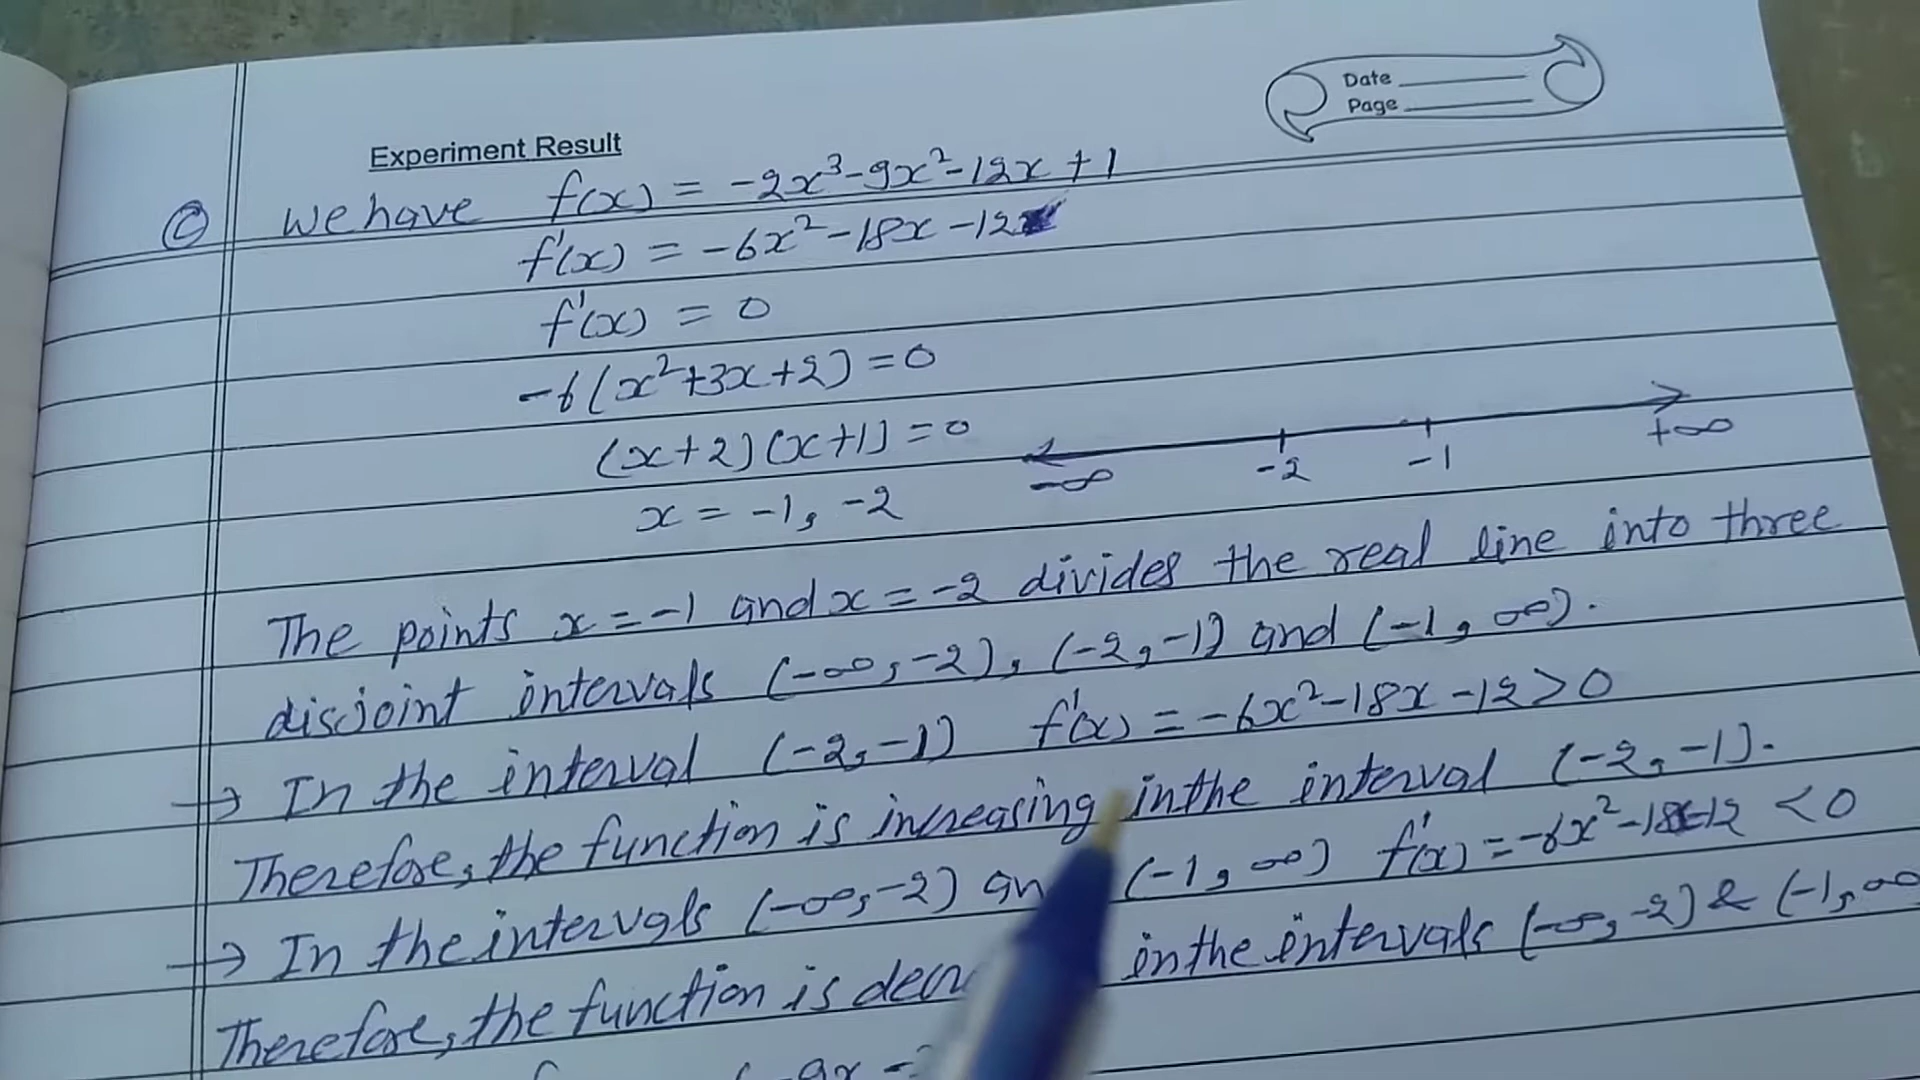 Date
Page
Experiment Result
(c) We have f(x) = -2x³-9x²-12x+1
f'(x) = -6x²-18x-12
f'(x) = 0
-6(x²+3x+2)=0
(x+2)(x+1)=0
x = -1, -2
-∞ -2 -1 +∞
The points x=-1 and x=-2 divides the real line into three
disjoint intervals (-∞,-2), (-2,-1) and (-1,∞).
→ In the interval (-2,-1) f'(x) = -6x²-18x-12>0
Therefore, the function is increasing in the interval (-2,-1).
→ In the intervals (-∞,-2) an (-1,∞) f'(x) = -6x²-18x-12 <0
Therefore, the function is decr in the intervals (-∞,-2) & (-1,∞